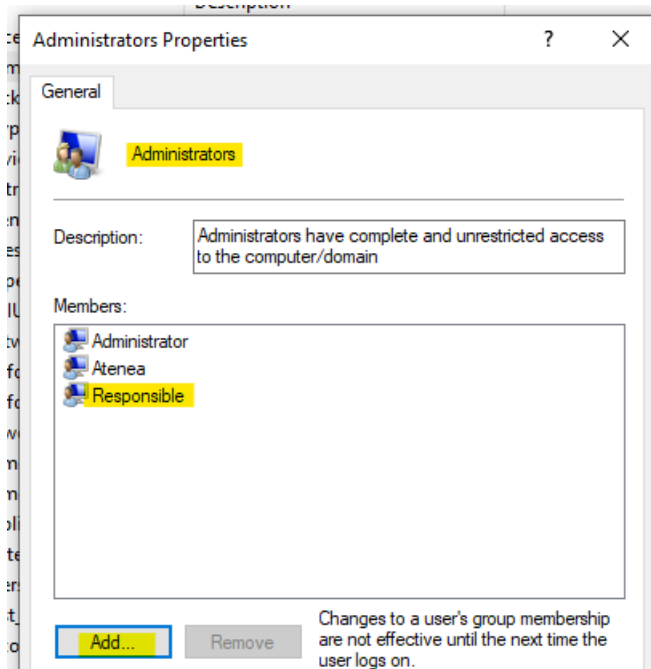 Description
Administrators Properties
? X
General
Administrators
Description:
Administrators have complete and unrestricted access
to the computer/domain
Members:
Administrator
Atenea
Responsible
Add...
Remove
Changes to a user's group membership
are not effective until the next time the
user logs on.